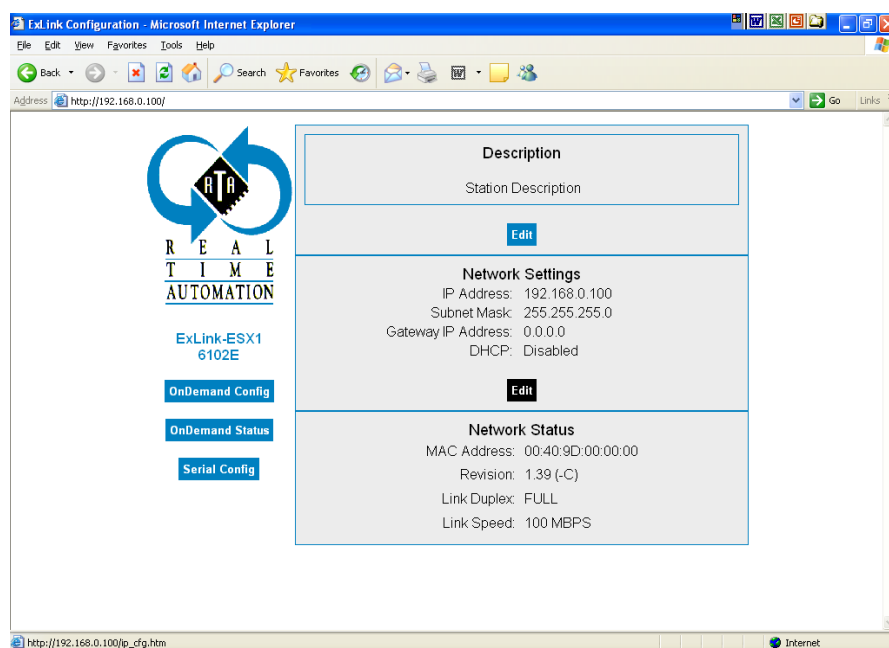 ExLink Configuration - Microsoft Internet Explorer
File Edit View Favorites Tools Help
Back Search Favorites
Address http://192.168.0.100/ Go Links
RTA
REAL
TIME
AUTOMATION
ExLink-ESX1
6102E
OnDemand Config
OnDemand Status
Serial Config
Description
Station Description
Edit
Network Settings
IP Address: 192.168.0.100
Subnet Mask: 255.255.255.0
Gateway IP Address: 0.0.0.0
DHCP: Disabled
Edit
Network Status
MAC Address: 00:40:9D:00:00:00
Revision: 1.39 (-C)
Link Duplex: FULL
Link Speed: 100 MBPS
http://192.168.0.100/ip_cfg.htm Internet